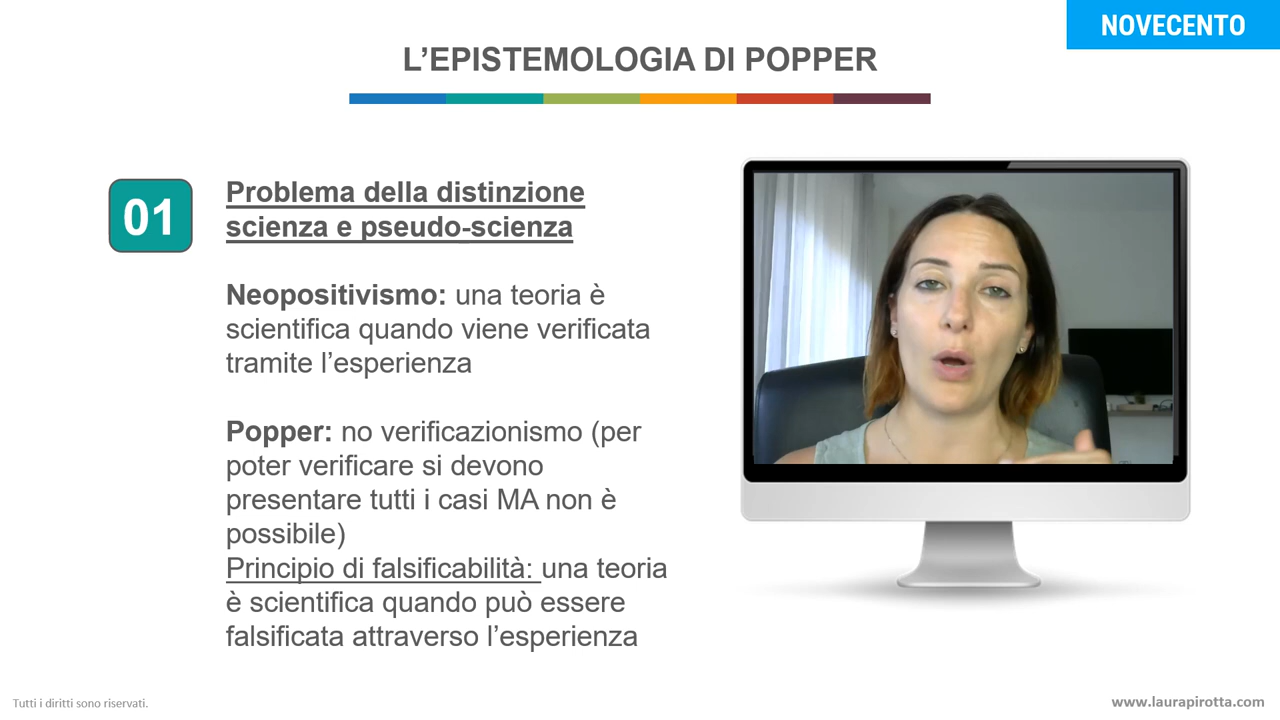 NOVECENTO
L’EPISTEMOLOGIA DI POPPER
01
Problema della distinzione
scienza e pseudo-scienza
Neopositivismo: una teoria è
scientifica quando viene verificata
tramite l’esperienza
Popper: no verificazionismo (per
poter verificare si devono
presentare tutti i casi MA non è
possibile)
Principio di falsificabilità: una teoria
è scientifica quando può essere
falsificata attraverso l’esperienza
Tutti i diritti sono riservati.
www.laurapirotta.com